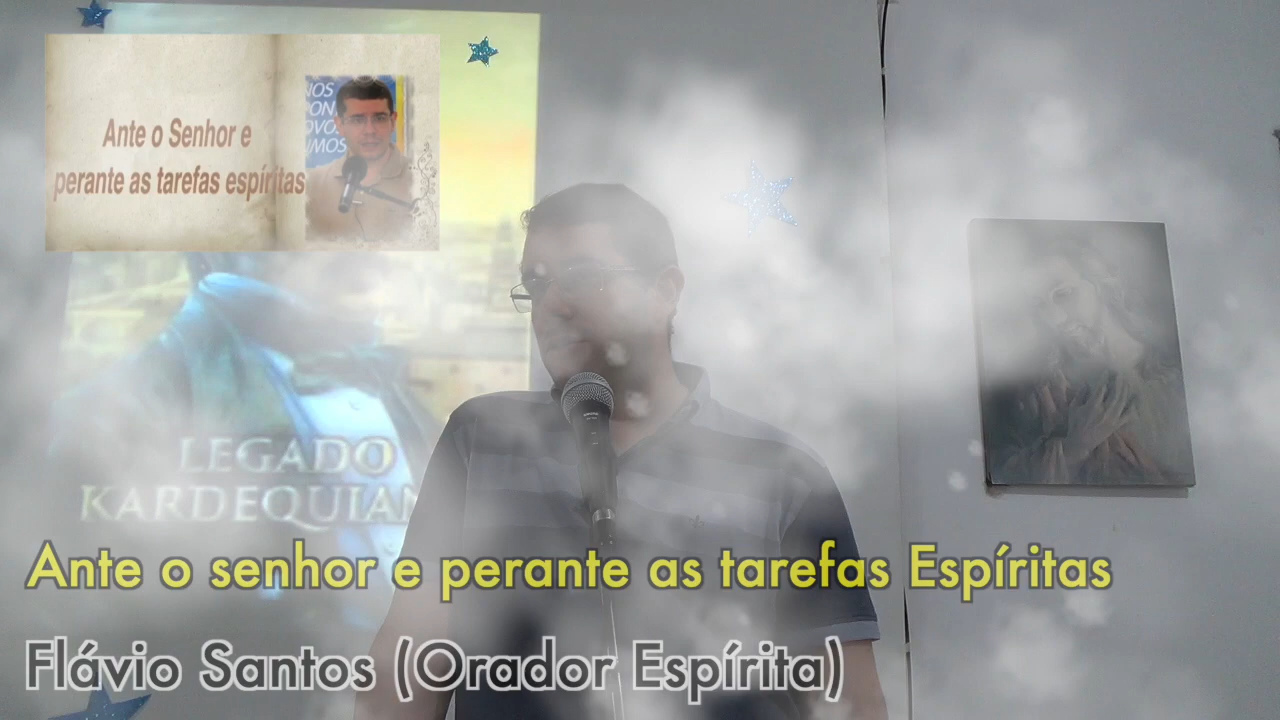 Ante o Senhor e
perante as tarefas espíritas
LEGADO
KARDEQUIAN
Ante o senhor e perante as tarefas Espíritas
Flávio Santos (Orador Espírita)